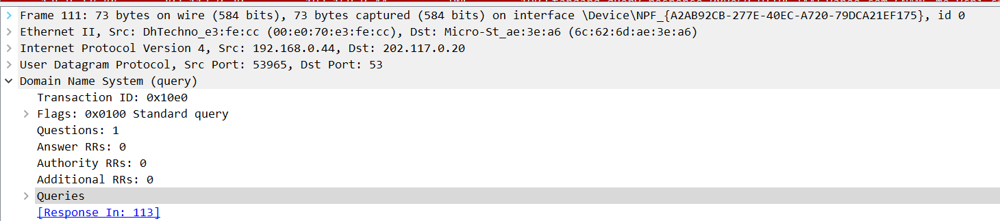 Frame 111: 73 bytes on wire (584 bits), 73 bytes captured (584 bits) on interface \Device\NPF_{A2AB92CB-277E-40EC-A720-79DCA21EF175}, id 0
Ethernet II, Src: DhTechno_e3:fe:cc (00:e0:70:e3:fe:cc), Dst: Micro-St_ae:3e:a6 (6c:62:6d:ae:3e:a6)
Internet Protocol Version 4, Src: 192.168.0.44, Dst: 202.117.0.20
User Datagram Protocol, Src Port: 53965, Dst Port: 53
Domain Name System (query)
Transaction ID: 0x10e0
Flags: 0x0100 Standard query
Questions: 1
Answer RRs: 0
Authority RRs: 0
Additional RRs: 0
Queries
[Response In: 113]